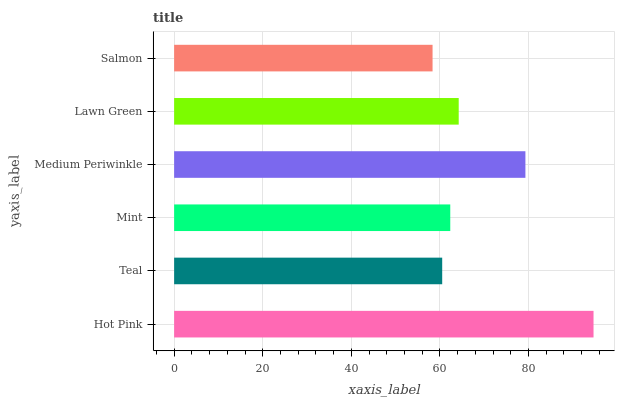 title
Salmon
Lawn Green
Medium Periwinkle
Mint
Teal
Hot Pink
yaxis_label
0 20 40 60 80
xaxis_label